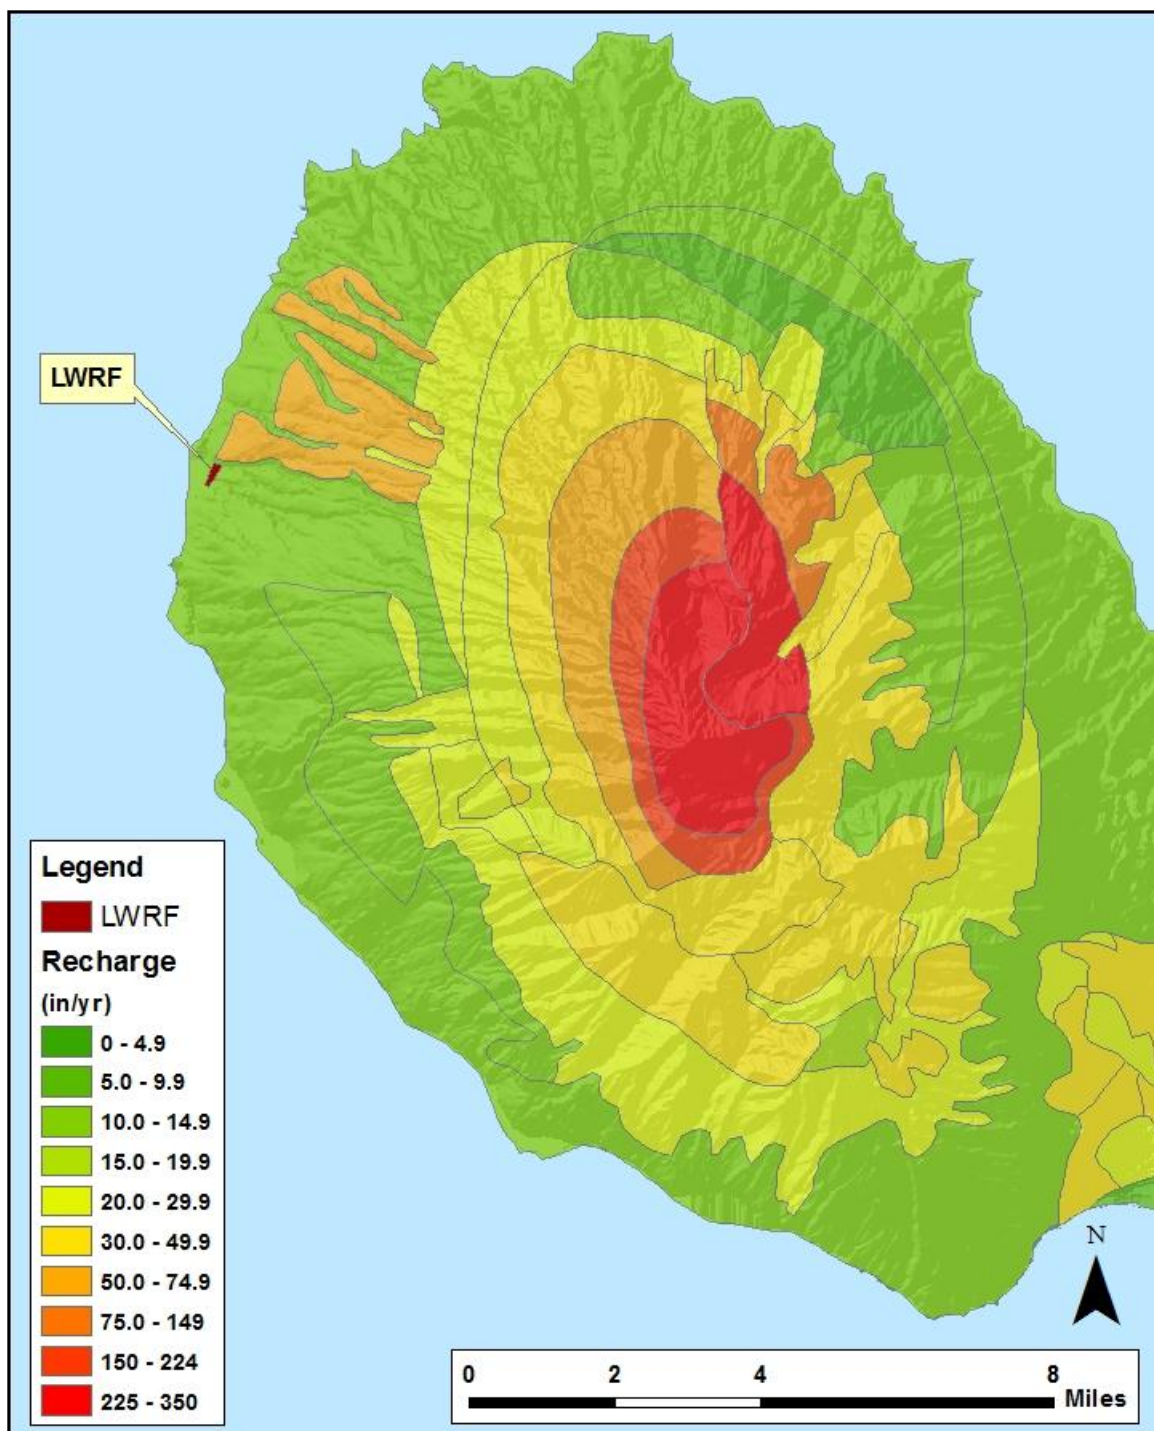 LWRF
Legend
LWRF
Recharge
(in/yr)
0 - 4.9
5.0 - 9.9
10.0 - 14.9
15.0 - 19.9
20.0 - 29.9
30.0 - 49.9
50.0 - 74.9
75.0 - 149
150 - 224
225 - 350
N
0 2 4 8
Miles